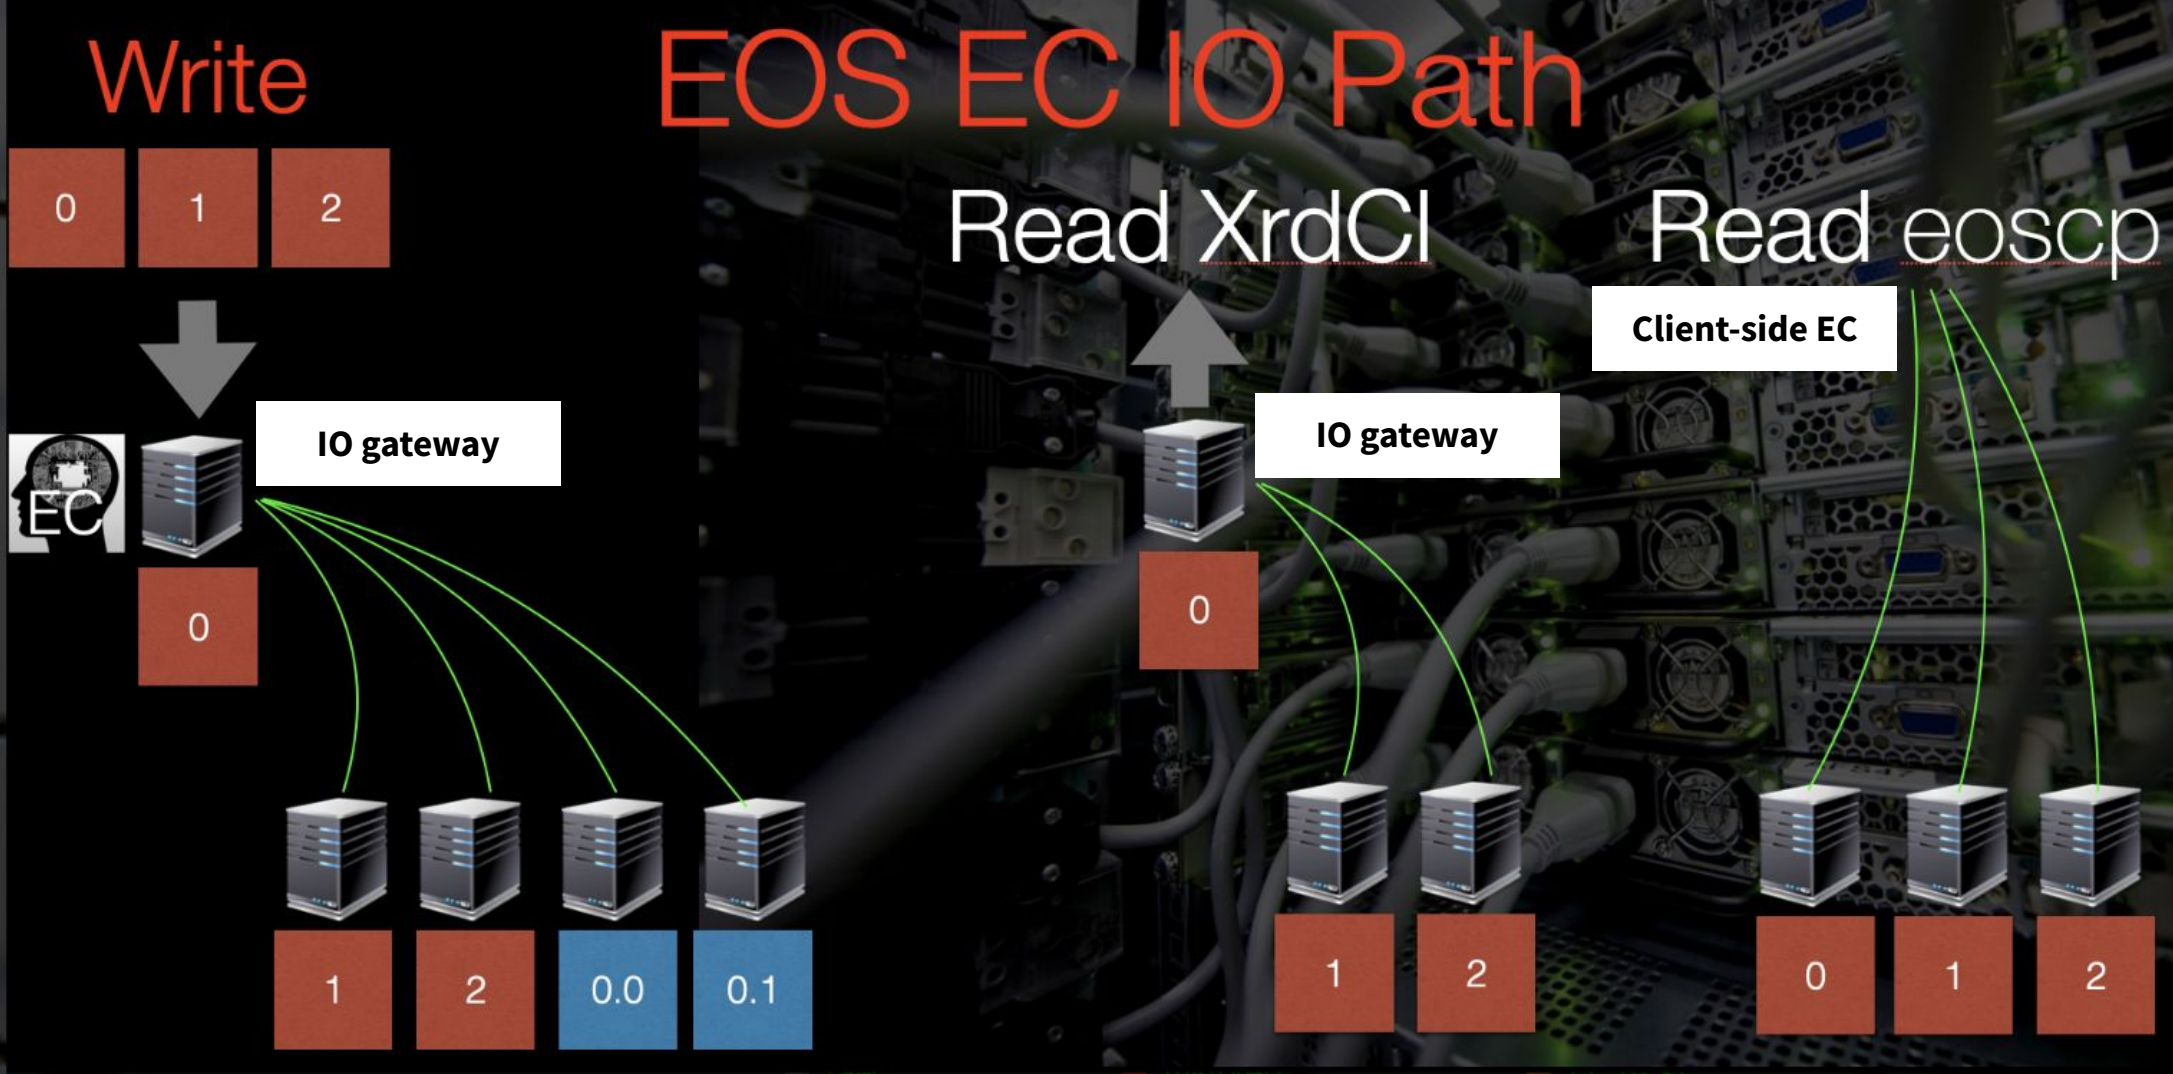 Write
EOS EC IO Path
0 1 2
Read XrdCl
Read eoscp
Client-side EC
IO gateway
IO gateway
EC
0
0
1 2 0.0 0.1
1 2
0 1 2